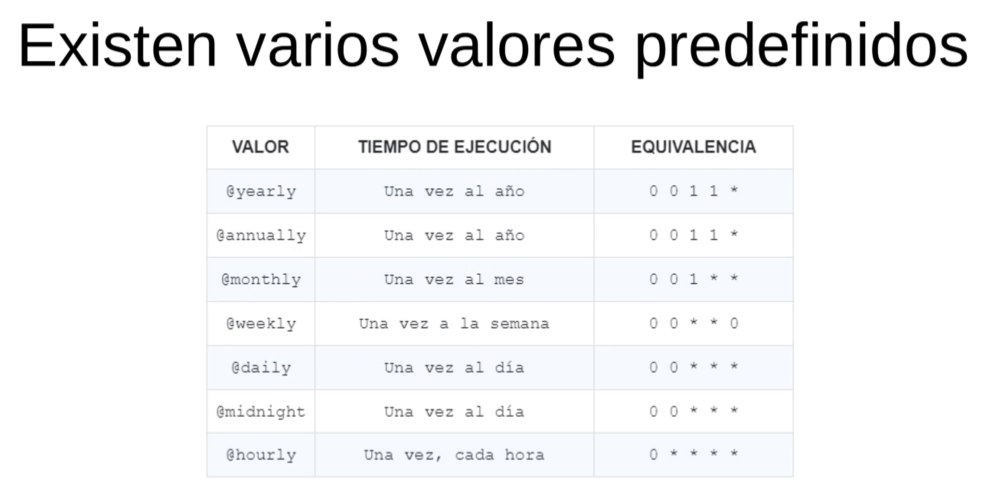 Existen varios valores predefinidos
VALOR TIEMPO DE EJECUCIÓN EQUIVALENCIA
@yearly Una vez al año 0 0 1 1 *
@annually Una vez al año 0 0 1 1 *
@monthly Una vez al mes 0 0 1 * *
@weekly Una vez a la semana 0 0 * * 0
@daily Una vez al día 0 0 * * *
@midnight Una vez al día 0 0 * * *
@hourly Una vez, cada hora 0 * * * *